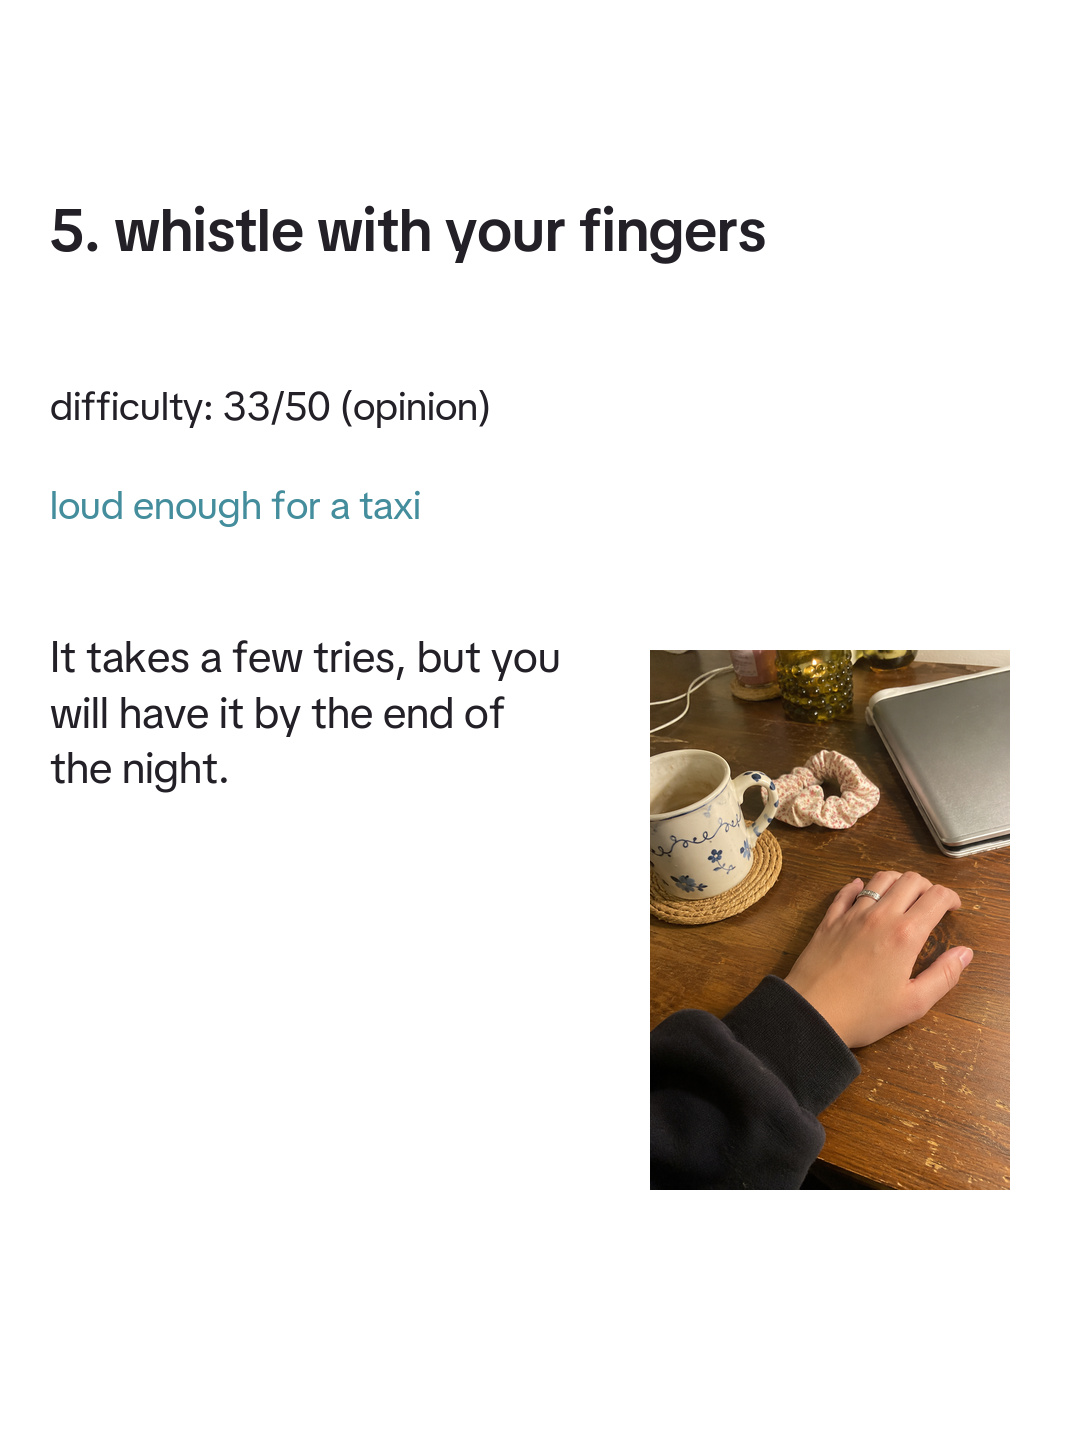 5. whistle with your fingers
difficulty: 33/50 (opinion)
loud enough for a taxi
It takes a few tries, but you
will have it by the end of
the night.